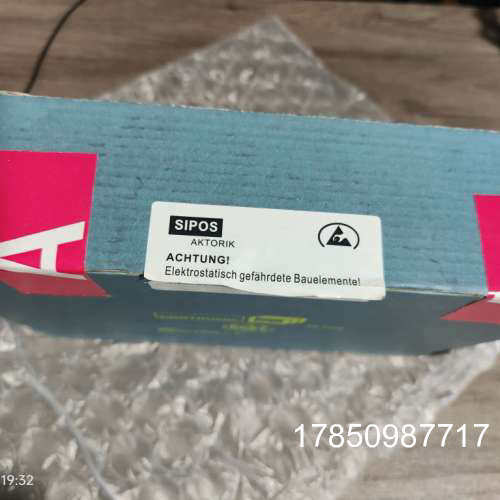 A
SIPOS
AKTORIK
ACHTUNG!
Elektrostatisch gefährdete Bauelemente!
17850987717
19:32